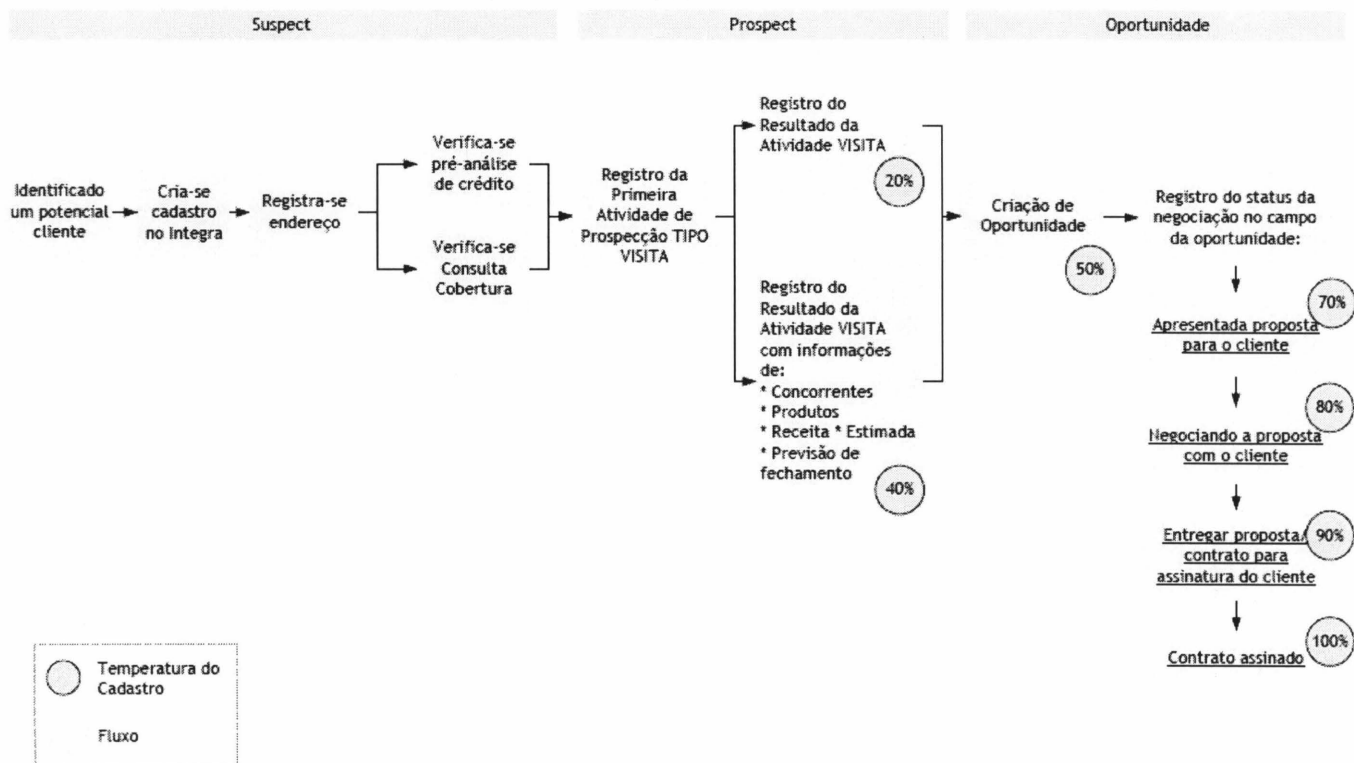 Suspect
Prospect
Oportunidade
Identificado
um potencial
cliente
Cria-se
cadastro
no Integra
Registra-se
endereço
Verifica-se
pré-análise
de crédito
Verifica-se
Consulta
Cobertura
Registro da
Primeira
Atividade de
Prospecção TIPO
VISITA
Registro do
Resultado da
Atividade VISITA
20%
Registro do
Resultado da
Atividade VISITA
com informações
de:
* Concorrentes
* Produtos
* Receita * Estimada
* Previsão de
fechamento
40%
Criação de
Oportunidade
50%
Registro do status da
negociação no campo
da oportunidade:
70%
Apresentada proposta
para o cliente
80%
Negociando a proposta
com o cliente
90%
Entregar proposta/
contrato para
assinatura do cliente
100%
Contrato assinado
Temperatura do
Cadastro
Fluxo